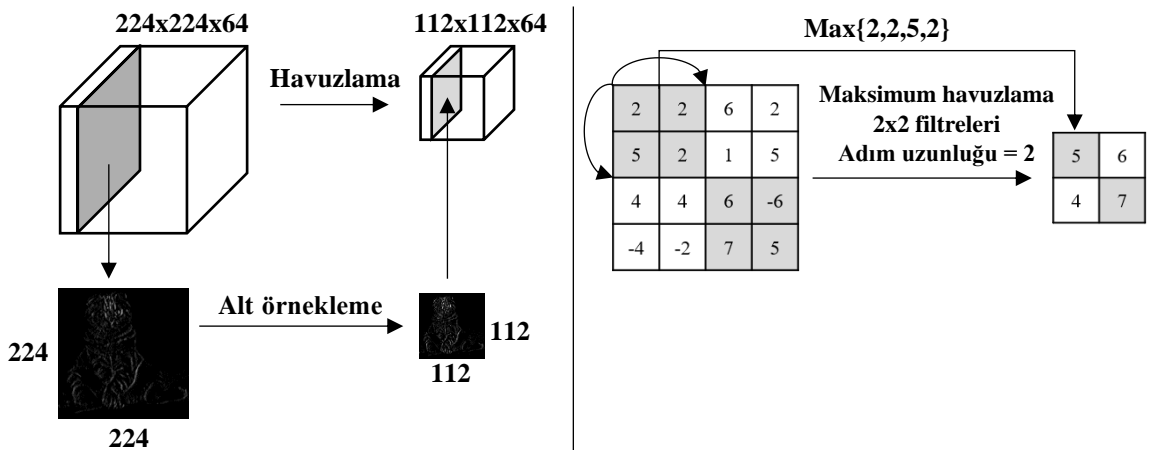 224x224x64
112x112x64
Havuzlama
Alt örnekleme
224
224
112
112
Max{2,2,5,2}
2 2 6 2
5 2 1 5
4 4 6 -6
-4 -2 7 5
Maksimum havuzlama
2x2 filtreleri
Adım uzunluğu = 2
5 6
4 7